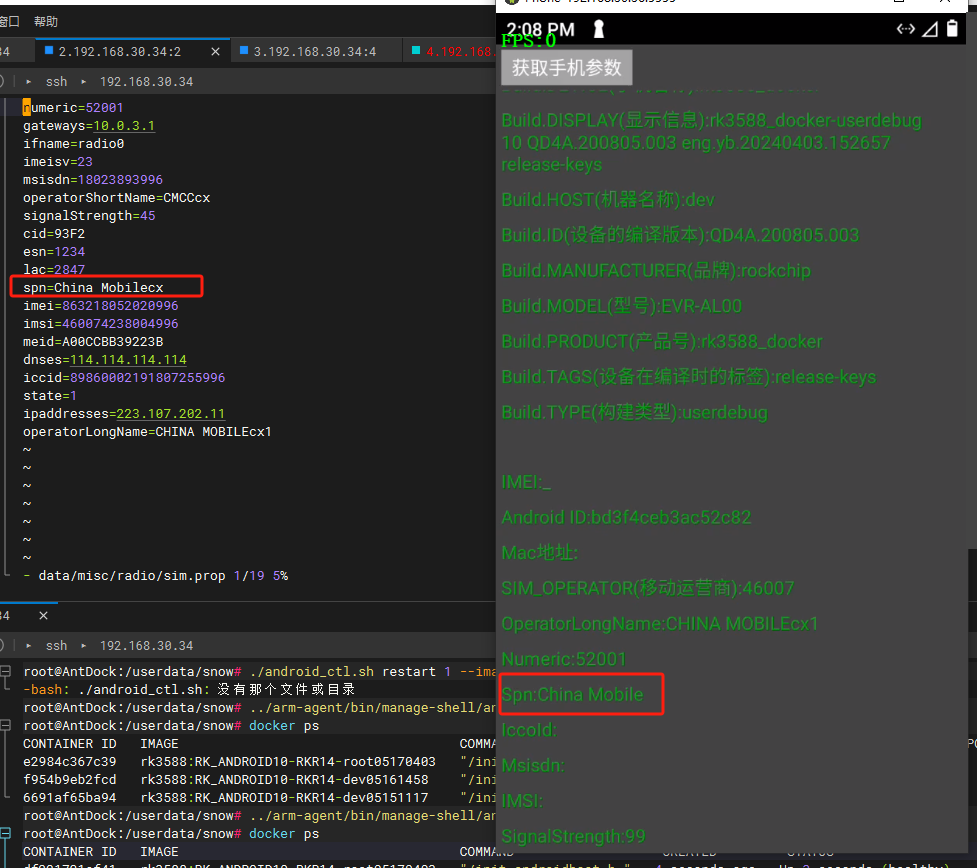 窗口 帮助
34 2.192.168.30.34:2 × 3.192.168.30.34:4 4.192.168.
ssh 192.168.30.34
numeric=52001
gateways=10.0.3.1
ifname=radio0
imeisv=23
msisdn=18023893996
operatorShortName=CMCCcx
signalStrength=45
cid=93F2
esn=1234
lac=2847
spn=China Mobilecx
imei=863218052020996
imsi=460074238004996
meid=A00CCBB39223B
dnses=114.114.114.114
iccid=89860002191807255996
state=1
ipaddresses=223.107.202.11
operatorLongName=CHINA MOBILEcx1
~
~
~
~
~
~
~
- data/misc/radio/sim.prop 1/19 5%
34 ×
ssh 192.168.30.34
root@AntDock:/userdata/snow# ./android_ctl.sh restart 1 --ima
-bash: ./android_ctl.sh: 没有那个文件或目录
root@AntDock:/userdata/snow# ../arm-agent/bin/manage-shell/an
root@AntDock:/userdata/snow# docker ps
CONTAINER ID IMAGE COMMA
e2984c367c39 rk3588:RK_ANDROID10-RKR14-root05170403 "/ini
f954b9eb2fcd rk3588:RK_ANDROID10-RKR14-dev05161458 "/ini
6691af65ba94 rk3588:RK_ANDROID10-RKR14-dev05151117 "/ini
root@AntDock:/userdata/snow# ../arm-agent/bin/manage-shell/an
root@AntDock:/userdata/snow# docker ps
CONTAINER ID IMAGE COMMAND CREATED STATUS
2:08 PM
FPS:0
获取手机参数
Build.DISPLAY(显示信息):rk3588_docker-userdebug
10 QD4A.200805.003 eng.yb.20240403.152657
release-keys
Build.HOST(机器名称):dev
Build.ID(设备的编译版本):QD4A.200805.003
Build.MANUFACTURER(品牌):rockchip
Build.MODEL(型号):EVR-AL00
Build.PRODUCT(产品号):rk3588_docker
Build.TAGS(设备在编译时的标签):release-keys
Build.TYPE(构建类型):userdebug
IMEI:_
Android ID:bd3f4ceb3ac52c82
Mac地址:
SIM_OPERATOR(移动运营商):46007
OperatorLongName:CHINA MOBILEcx1
Numeric:52001
Spn:China Mobile
IccoId:
Msisdn:
IMSI:
SignalStrength:99